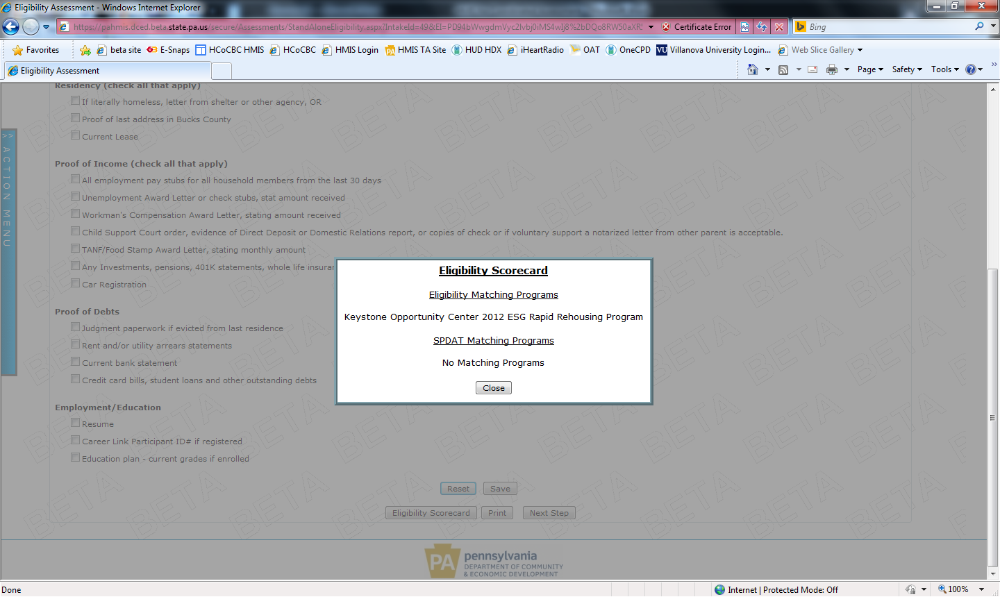 Eligibility Assessment - Windows Internet Explorer
https://pahmis.dced.beta.state.pa.us/secure/Assessments/StandAloneEligibility.aspx?IntakeId=49&EI=
Certificate Error
Bing
Favorites
beta site
E-Snaps
HCoCBC HMIS
HCoCBC
HMIS Login
PA
HMIS TA Site
HUD HDX
iHeartRadio
OAT
OneCPD
VU
Villanova University Login...
Web Slice Gallery
Eligibility Assessment
Page
Safety
Tools
Residency (check all that apply)
If literally homeless, letter from shelter or other agency, OR
Proof of last address in Bucks County
Current Lease
>> ACTION MENU
Proof of Income (check all that apply)
All employment pay stubs for all household members from the last 30 days
Unemployment Award Letter or check stubs, stat amount received
Workman's Compensation Award Letter, stating amount received
Child Support Court order, evidence of Direct Deposit or Domestic Relations report, or copies of check or if voluntary support a notarized letter from other parent is acceptable.
TANF/Food Stamp Award Letter, stating monthly amount
Any Investments, pensions, 401K statements, whole life insuran
Car Registration
Eligibility Scorecard
Eligibility Matching Programs
Keystone Opportunity Center 2012 ESG Rapid Rehousing Program
SPDAT Matching Programs
No Matching Programs
Close
Proof of Debts
Judgment paperwork if evicted from last residence
Rent and/or utility arrears statements
Current bank statement
Credit card bills, student loans and other outstanding debts
Employment/Education
Resume
Career Link Participant ID# if registered
Education plan - current grades if enrolled
Reset
Save
Eligibility Scorecard
Print
Next Step
BETA
PA
pennsylvania
DEPARTMENT OF COMMUNITY
& ECONOMIC DEVELOPMENT
Done
Internet | Protected Mode: Off
100%